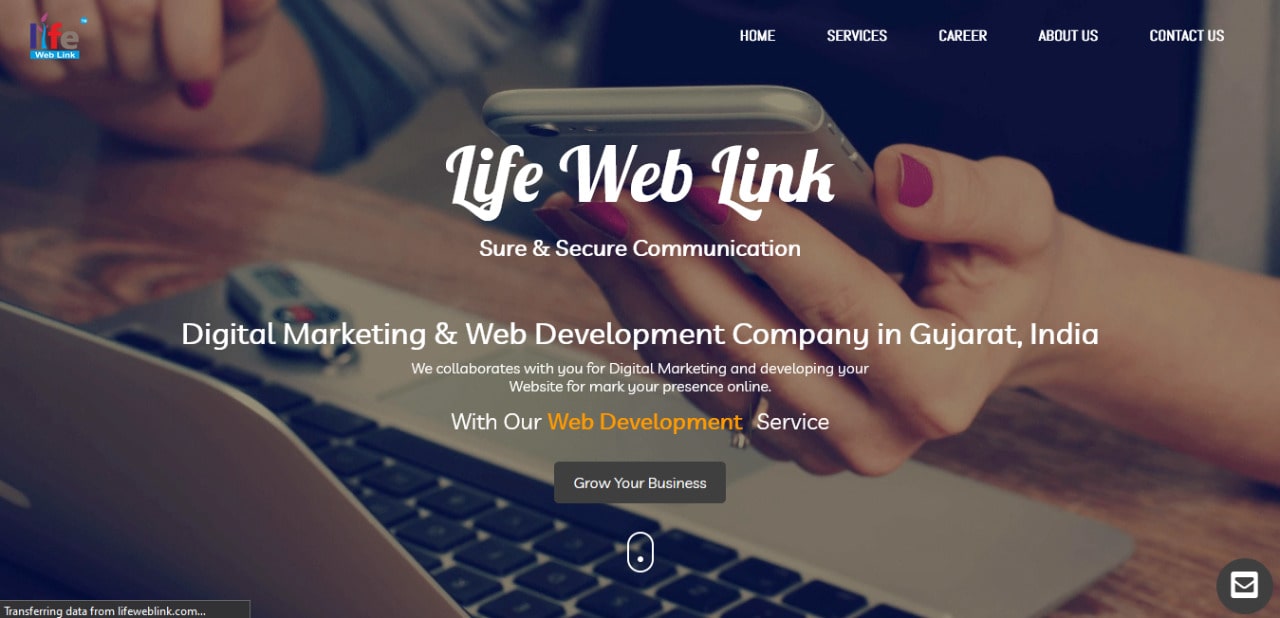 life
Web Link
HOME
SERVICES
CAREER
ABOUT US
CONTACT US
Life Web Link
Sure & Secure Communication
Digital Marketing & Web Development Company in Gujarat, India
We collaborates with you for Digital Marketing and developing your
Website for mark your presence online.
With Our Web Development Service
Grow Your Business
Transferring data from lifeweblink.com...